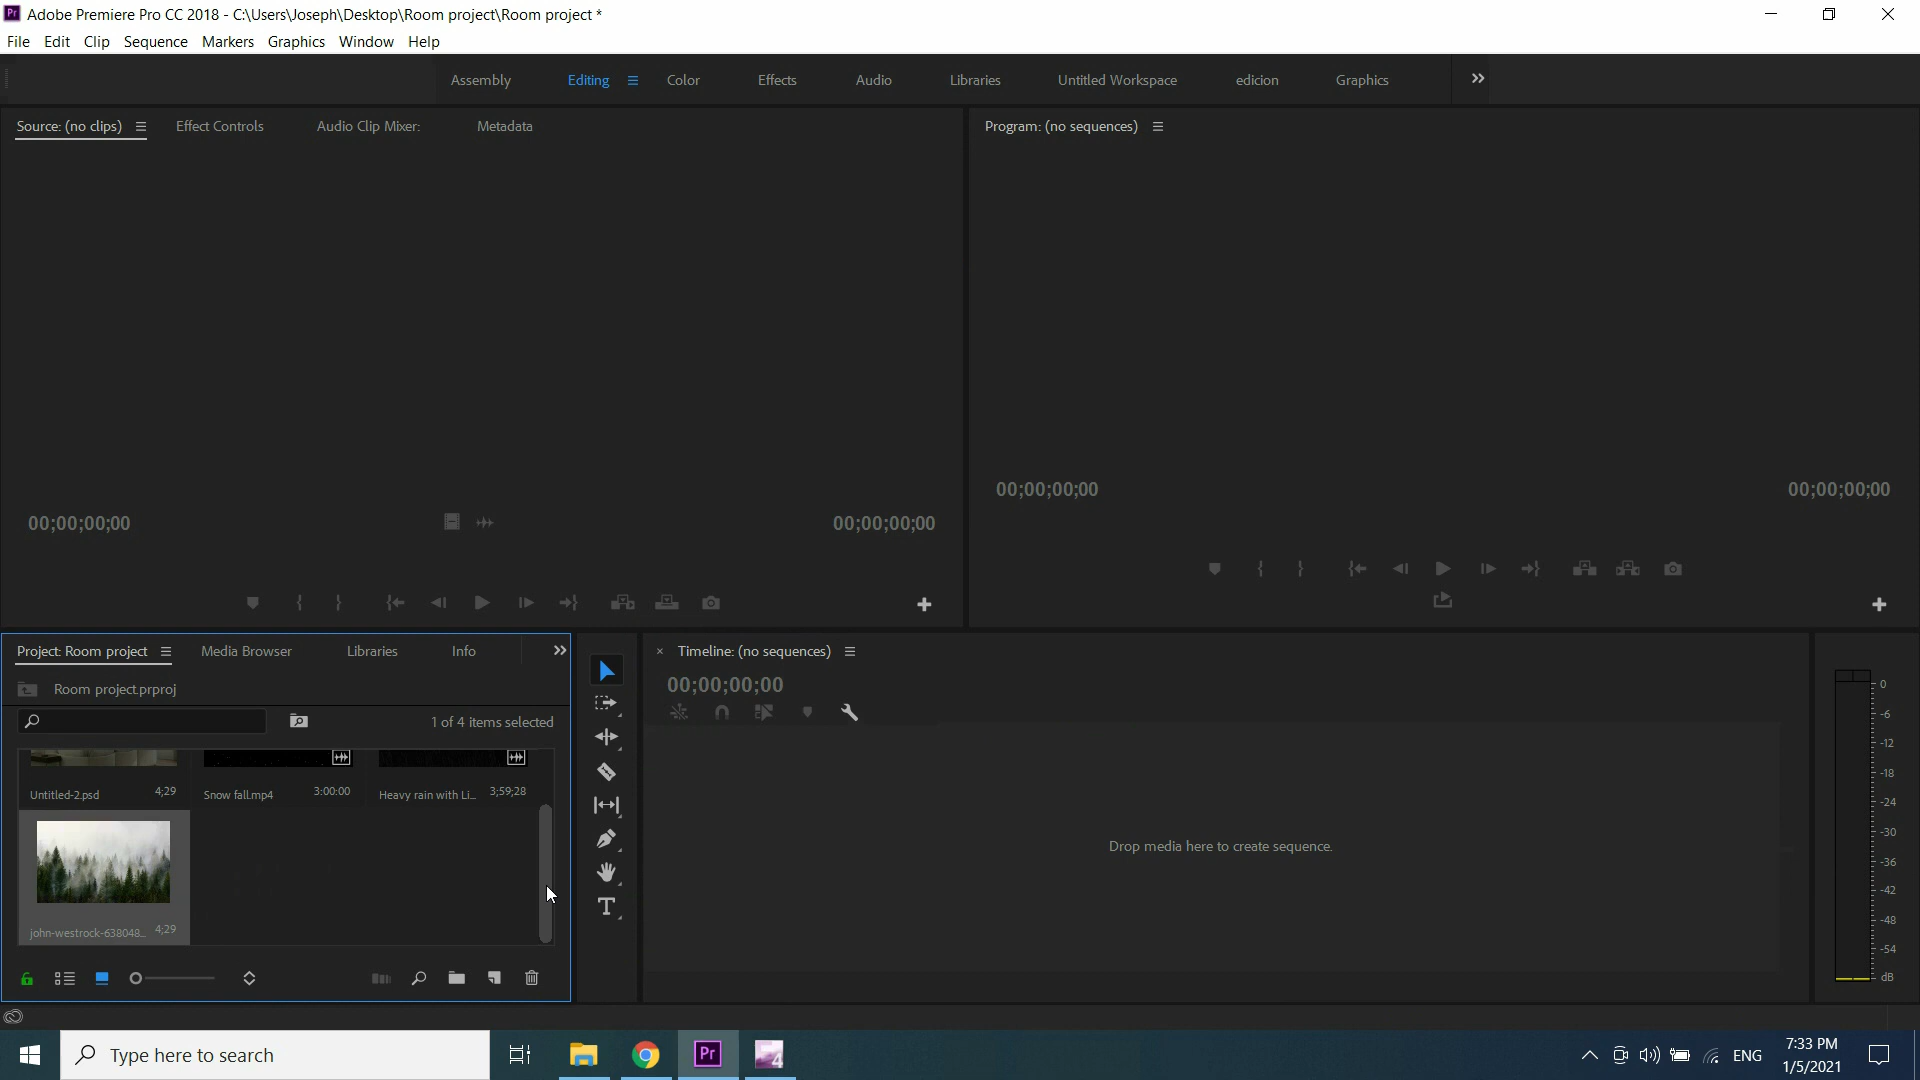 Adobe Premiere Pro CC 2018 - C:\Users\Joseph\Desktop\Room project\Room project *
File Edit Clip Sequence Markers Graphics Window Help
Assembly Editing Color Effects Audio Libraries Untitled Workspace edicion Graphics
Source: (no clips) Effect Controls Audio Clip Mixer: Metadata
Program: (no sequences)
00;00;00;00 00;00;00;00
00;00;00;00 00;00;00;00
Project: Room project Media Browser Libraries Info
Room project.prproj
1 of 4 items selected
Untitled-2.psd 4;29 Snow fall.mp4 3:00:00 Heavy rain with Li... 3;59;28
john-westrock-638048... 4;29
Timeline: (no sequences)
00;00;00;00
Drop media here to create sequence.
0
-6
-12
-18
-24
-30
-36
-42
-48
-54
dB
Type here to search
Pr
4
ENG
7:33 PM
1/5/2021